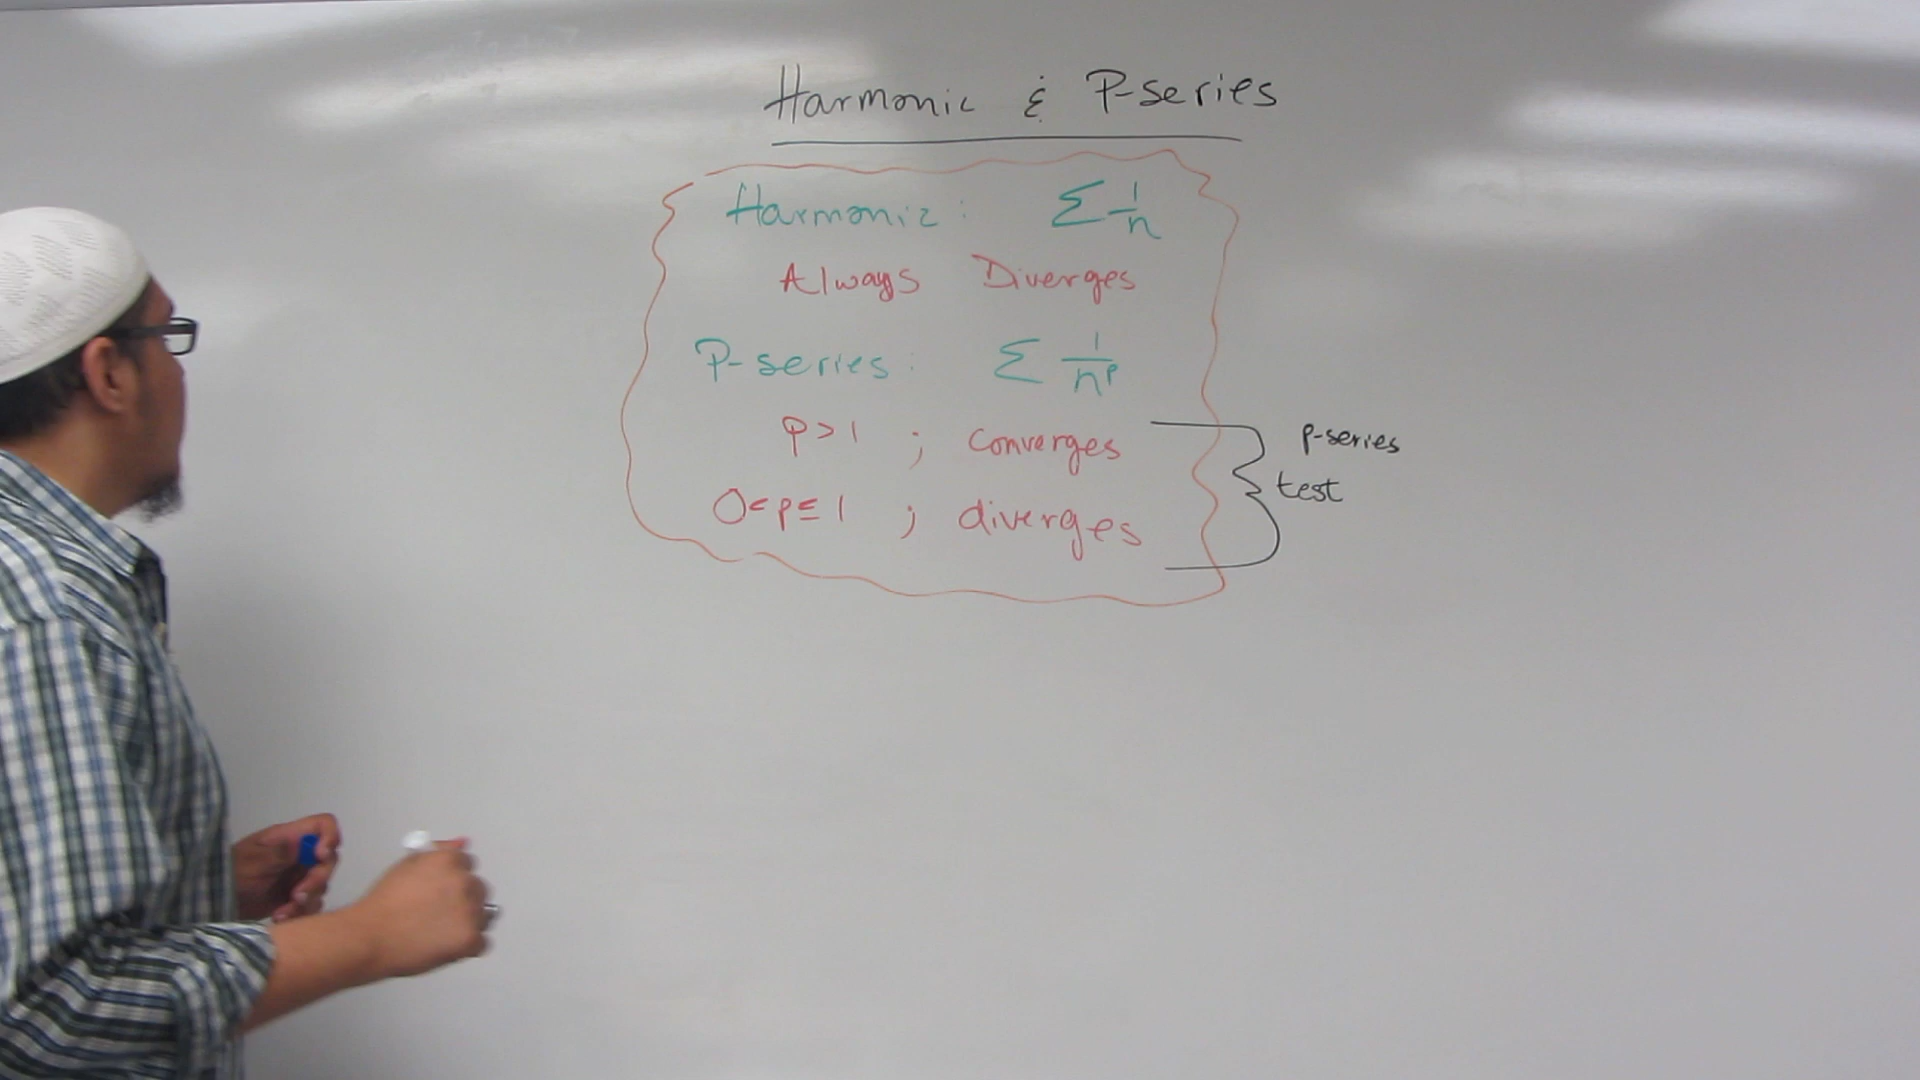 Harmonic & P-series
Harmonic: Σ 1/n
Always Diverges
P-series: Σ 1/n^p
p>1 ; converges
0<p≤1 ; diverges
p-series
test